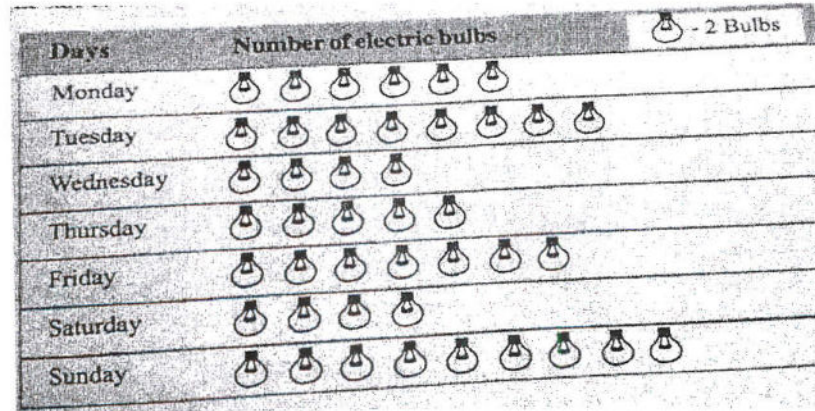 Days Number of electric bulbs - 2 Bulbs
Monday
Tuesday
Wednesday
Thursday
Friday
Saturday
Sunday